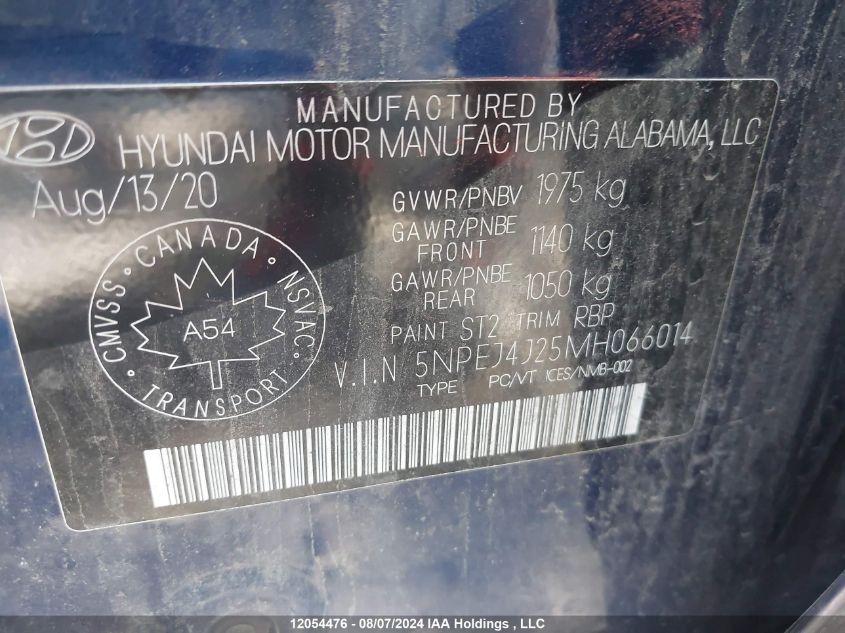 MANUFACTURED BY
HYUNDAI MOTOR MANUFACTURING ALABAMA, LLC
Aug/13/20
GVWR/PNBV 1975 kg
GAWR/PNBE FRONT 1140 kg
GAWR/PNBE REAR 1050 kg
PAINT ST2 TRIM RBP
V.I.N 5NPEJ4J25MH066014
TYPE PC/VT ICES/NMB-002
CANADA
CMVSS • NSVAC
A54
TRANSPORT
12054476 - 08/07/2024 IAA Holdings , LLC